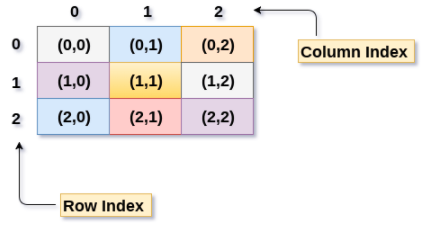 0 1 2
0 (0,0) (0,1) (0,2)
Column Index
1 (1,0) (1,1) (1,2)
2 (2,0) (2,1) (2,2)
Row Index